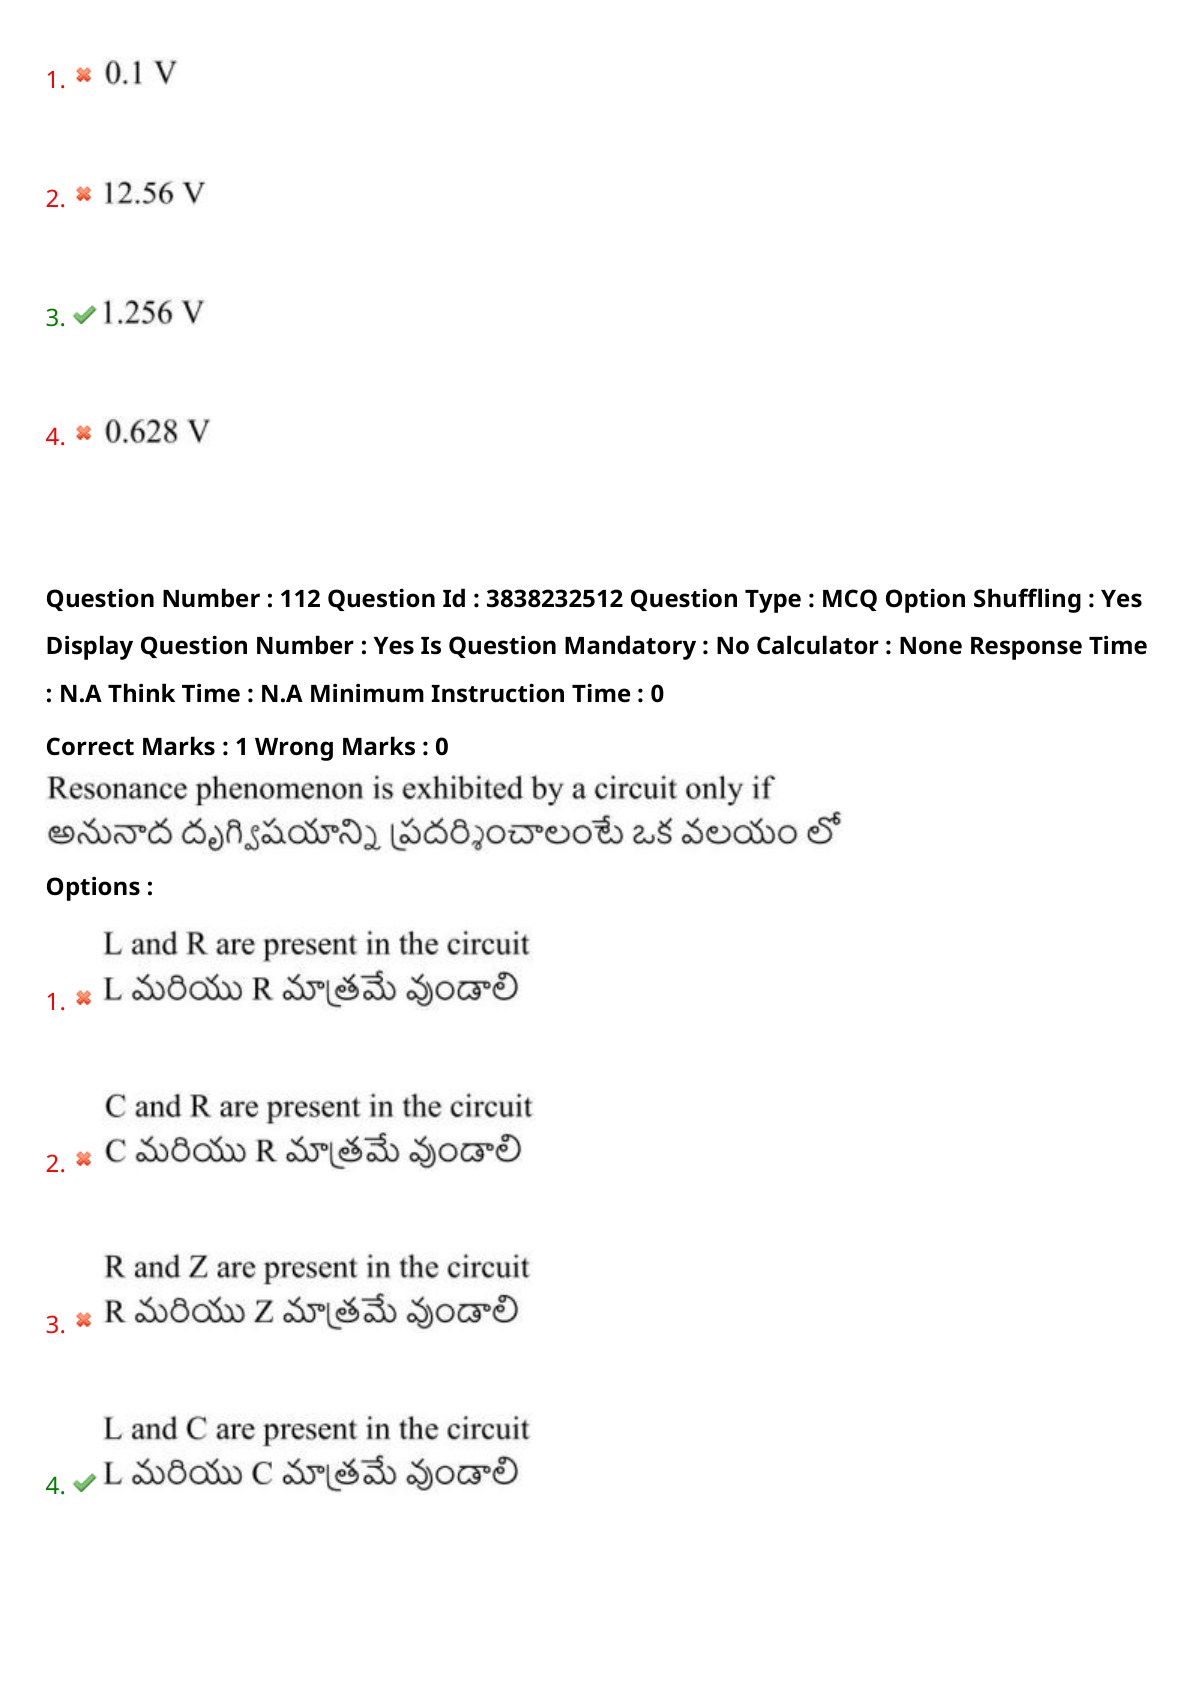 1. 0.1 V
2. 12.56 V
3. 1.256 V
4. 0.628 V
Question Number : 112 Question Id : 3838232512 Question Type : MCQ Option Shuffling : Yes
Display Question Number : Yes Is Question Mandatory : No Calculator : None Response Time
: N.A Think Time : N.A Minimum Instruction Time : 0
Correct Marks : 1 Wrong Marks : 0
Resonance phenomenon is exhibited by a circuit only if
అనునాద దృగ్విషయాన్ని ప్రదర్శించాలంటే ఒక వలయం లో
Options :
L and R are present in the circuit
1. L మరియు R మాత్రమే వుండాలి
C and R are present in the circuit
2. C మరియు R మాత్రమే వుండాలి
R and Z are present in the circuit
3. R మరియు Z మాత్రమే వుండాలి
L and C are present in the circuit
4. L మరియు C మాత్రమే వుండాలి